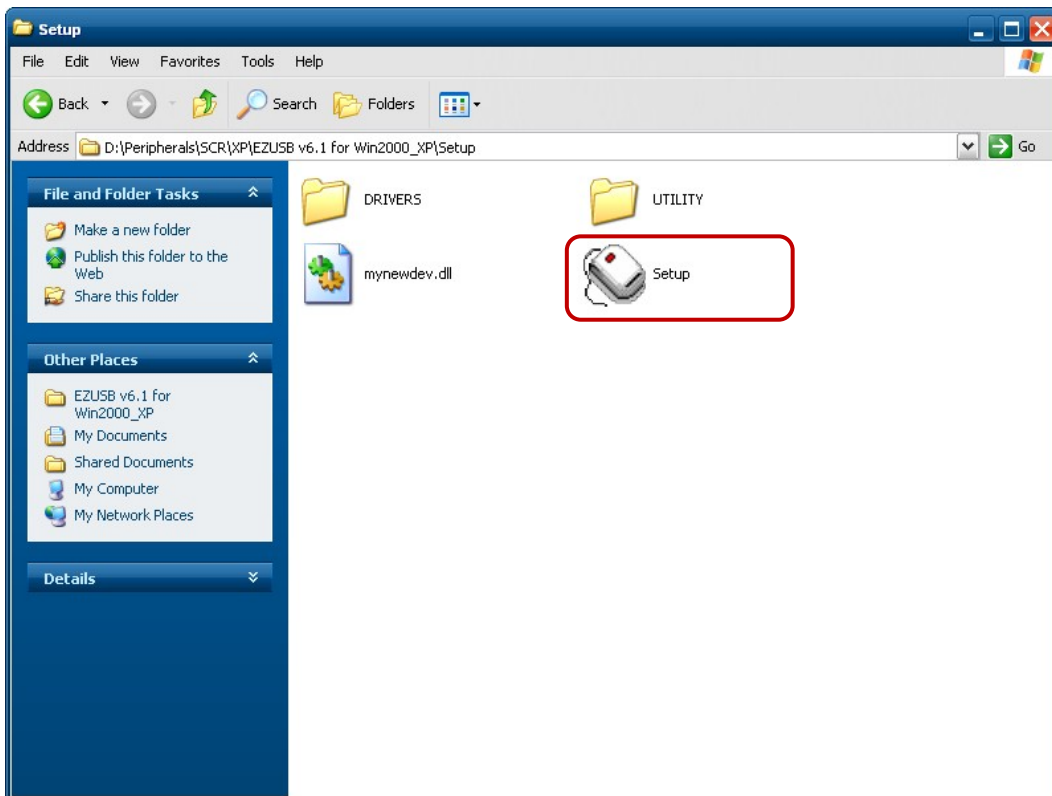 Setup
File Edit View Favorites Tools Help
Back Search Folders
Address D:\Peripherals\SCR\XP\EZUSB v6.1 for Win2000_XP\Setup Go
File and Folder Tasks
Make a new folder
Publish this folder to the
Web
Share this folder
Other Places
EZUSB v6.1 for
Win2000_XP
My Documents
Shared Documents
My Computer
My Network Places
Details
DRIVERS
UTILITY
mynewdev.dll
Setup